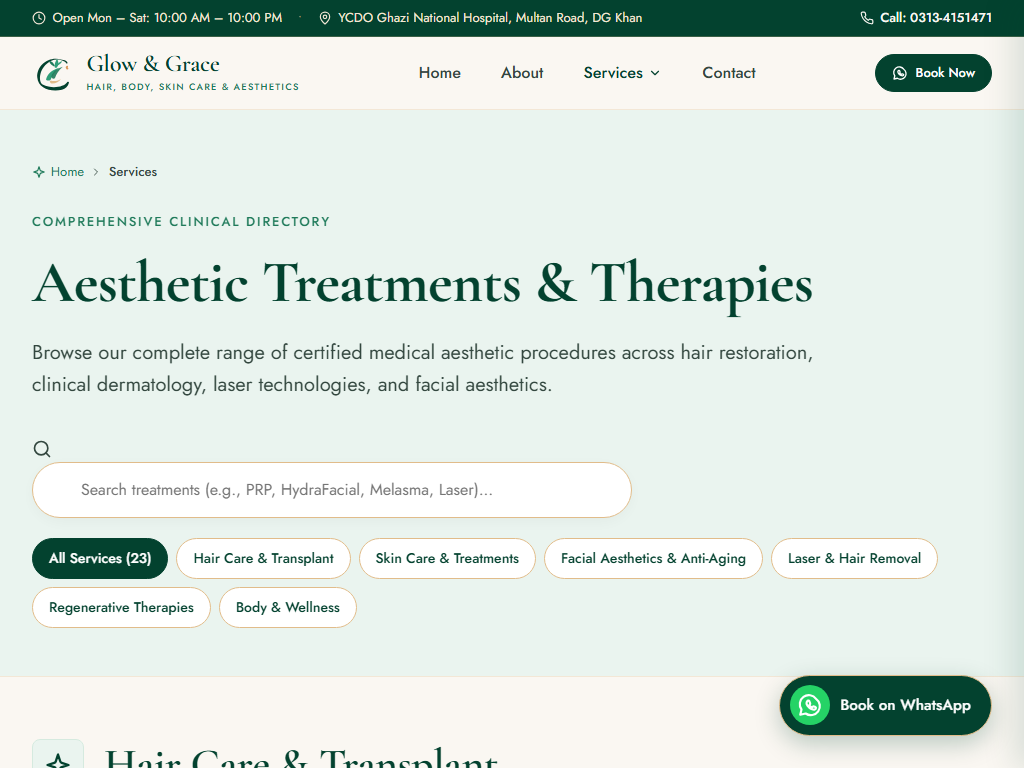 Open Mon – Sat: 10:00 AM – 10:00 PM · YCDO Ghazi National Hospital, Multan Road, DG Khan Call: 0313-4151471
Glow & Grace
HAIR, BODY, SKIN CARE & AESTHETICS
Home About Services Contact Book Now
Home > Services
COMPREHENSIVE CLINICAL DIRECTORY
Aesthetic Treatments & Therapies
Browse our complete range of certified medical aesthetic procedures across hair restoration,
clinical dermatology, laser technologies, and facial aesthetics.
Search treatments (e.g., PRP, HydraFacial, Melasma, Laser)...
All Services (23) Hair Care & Transplant Skin Care & Treatments Facial Aesthetics & Anti-Aging Laser & Hair Removal
Regenerative Therapies Body & Wellness
Book on WhatsApp
Hair Care & Transplant